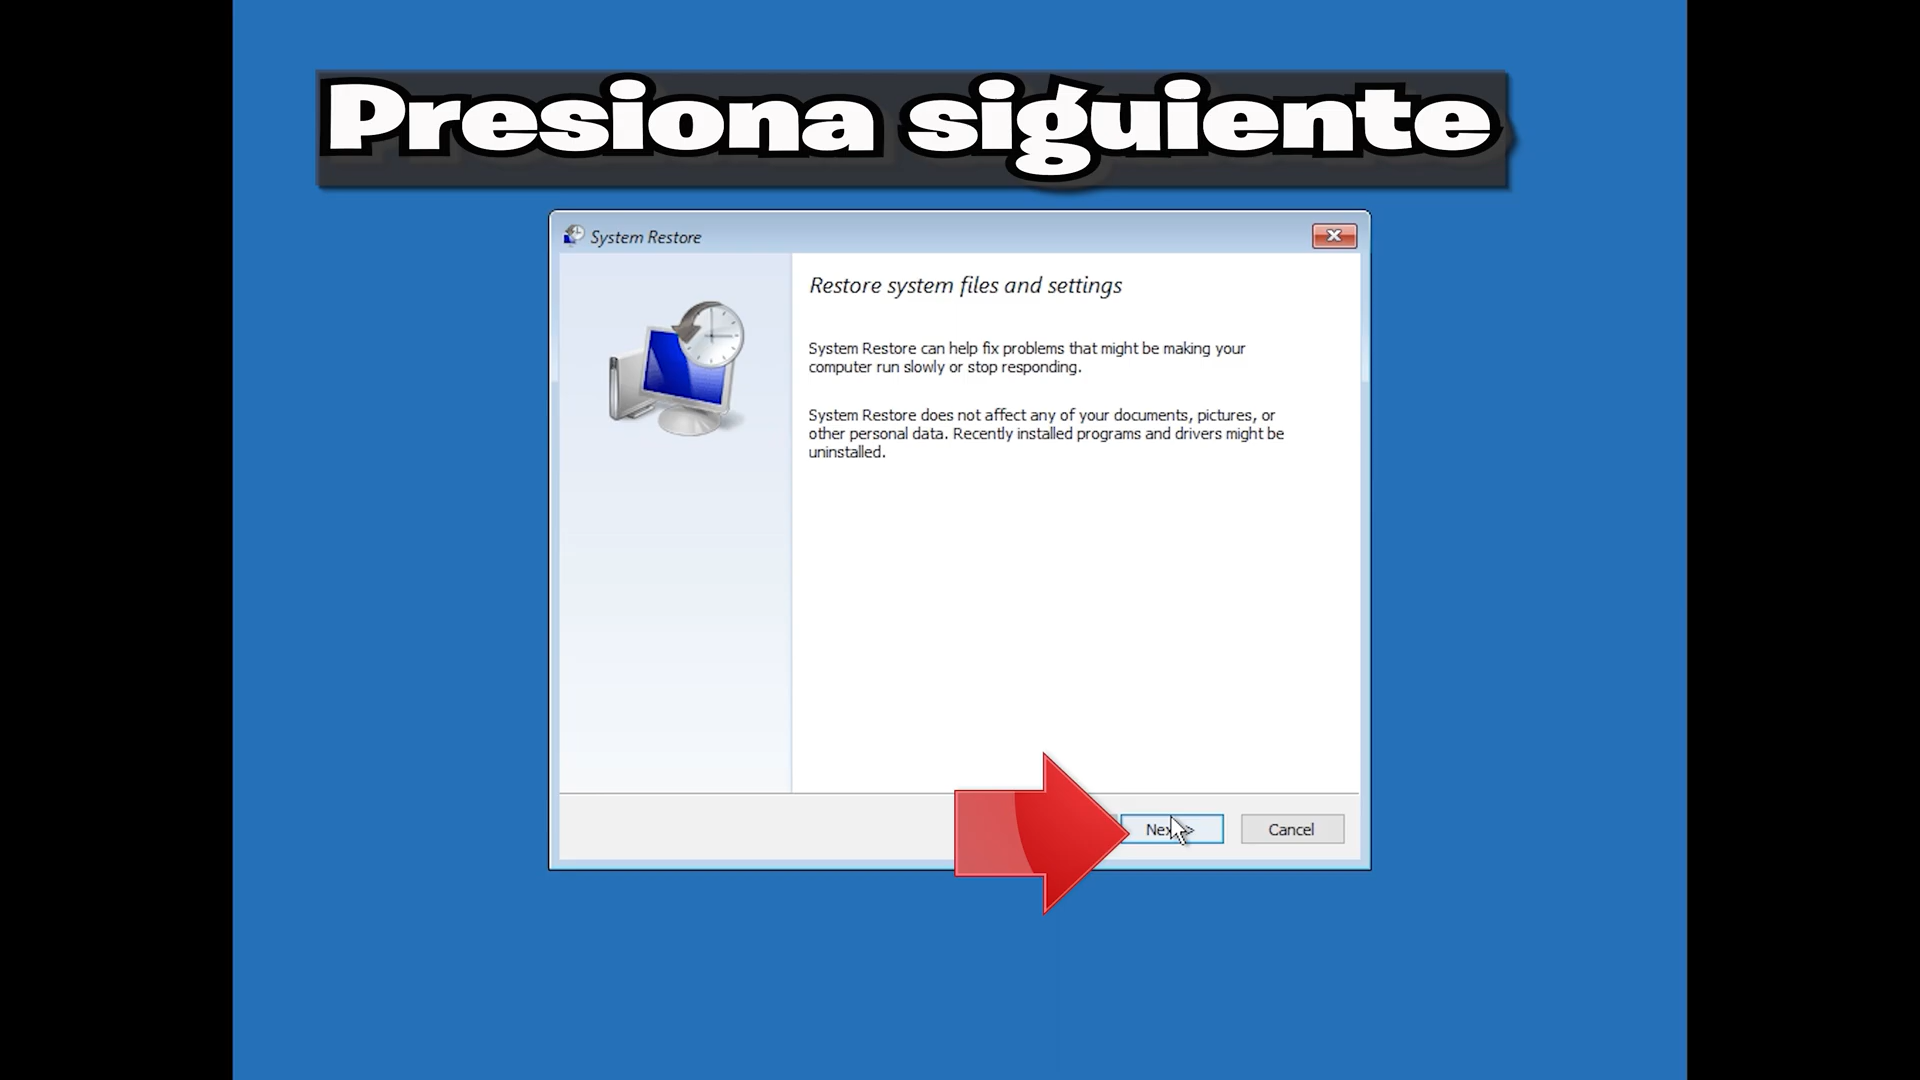 Presiona siguiente
System Restore
Restore system files and settings
System Restore can help fix problems that might be making your
computer run slowly or stop responding.
System Restore does not affect any of your documents, pictures, or
other personal data. Recently installed programs and drivers might be
uninstalled.
Cancel